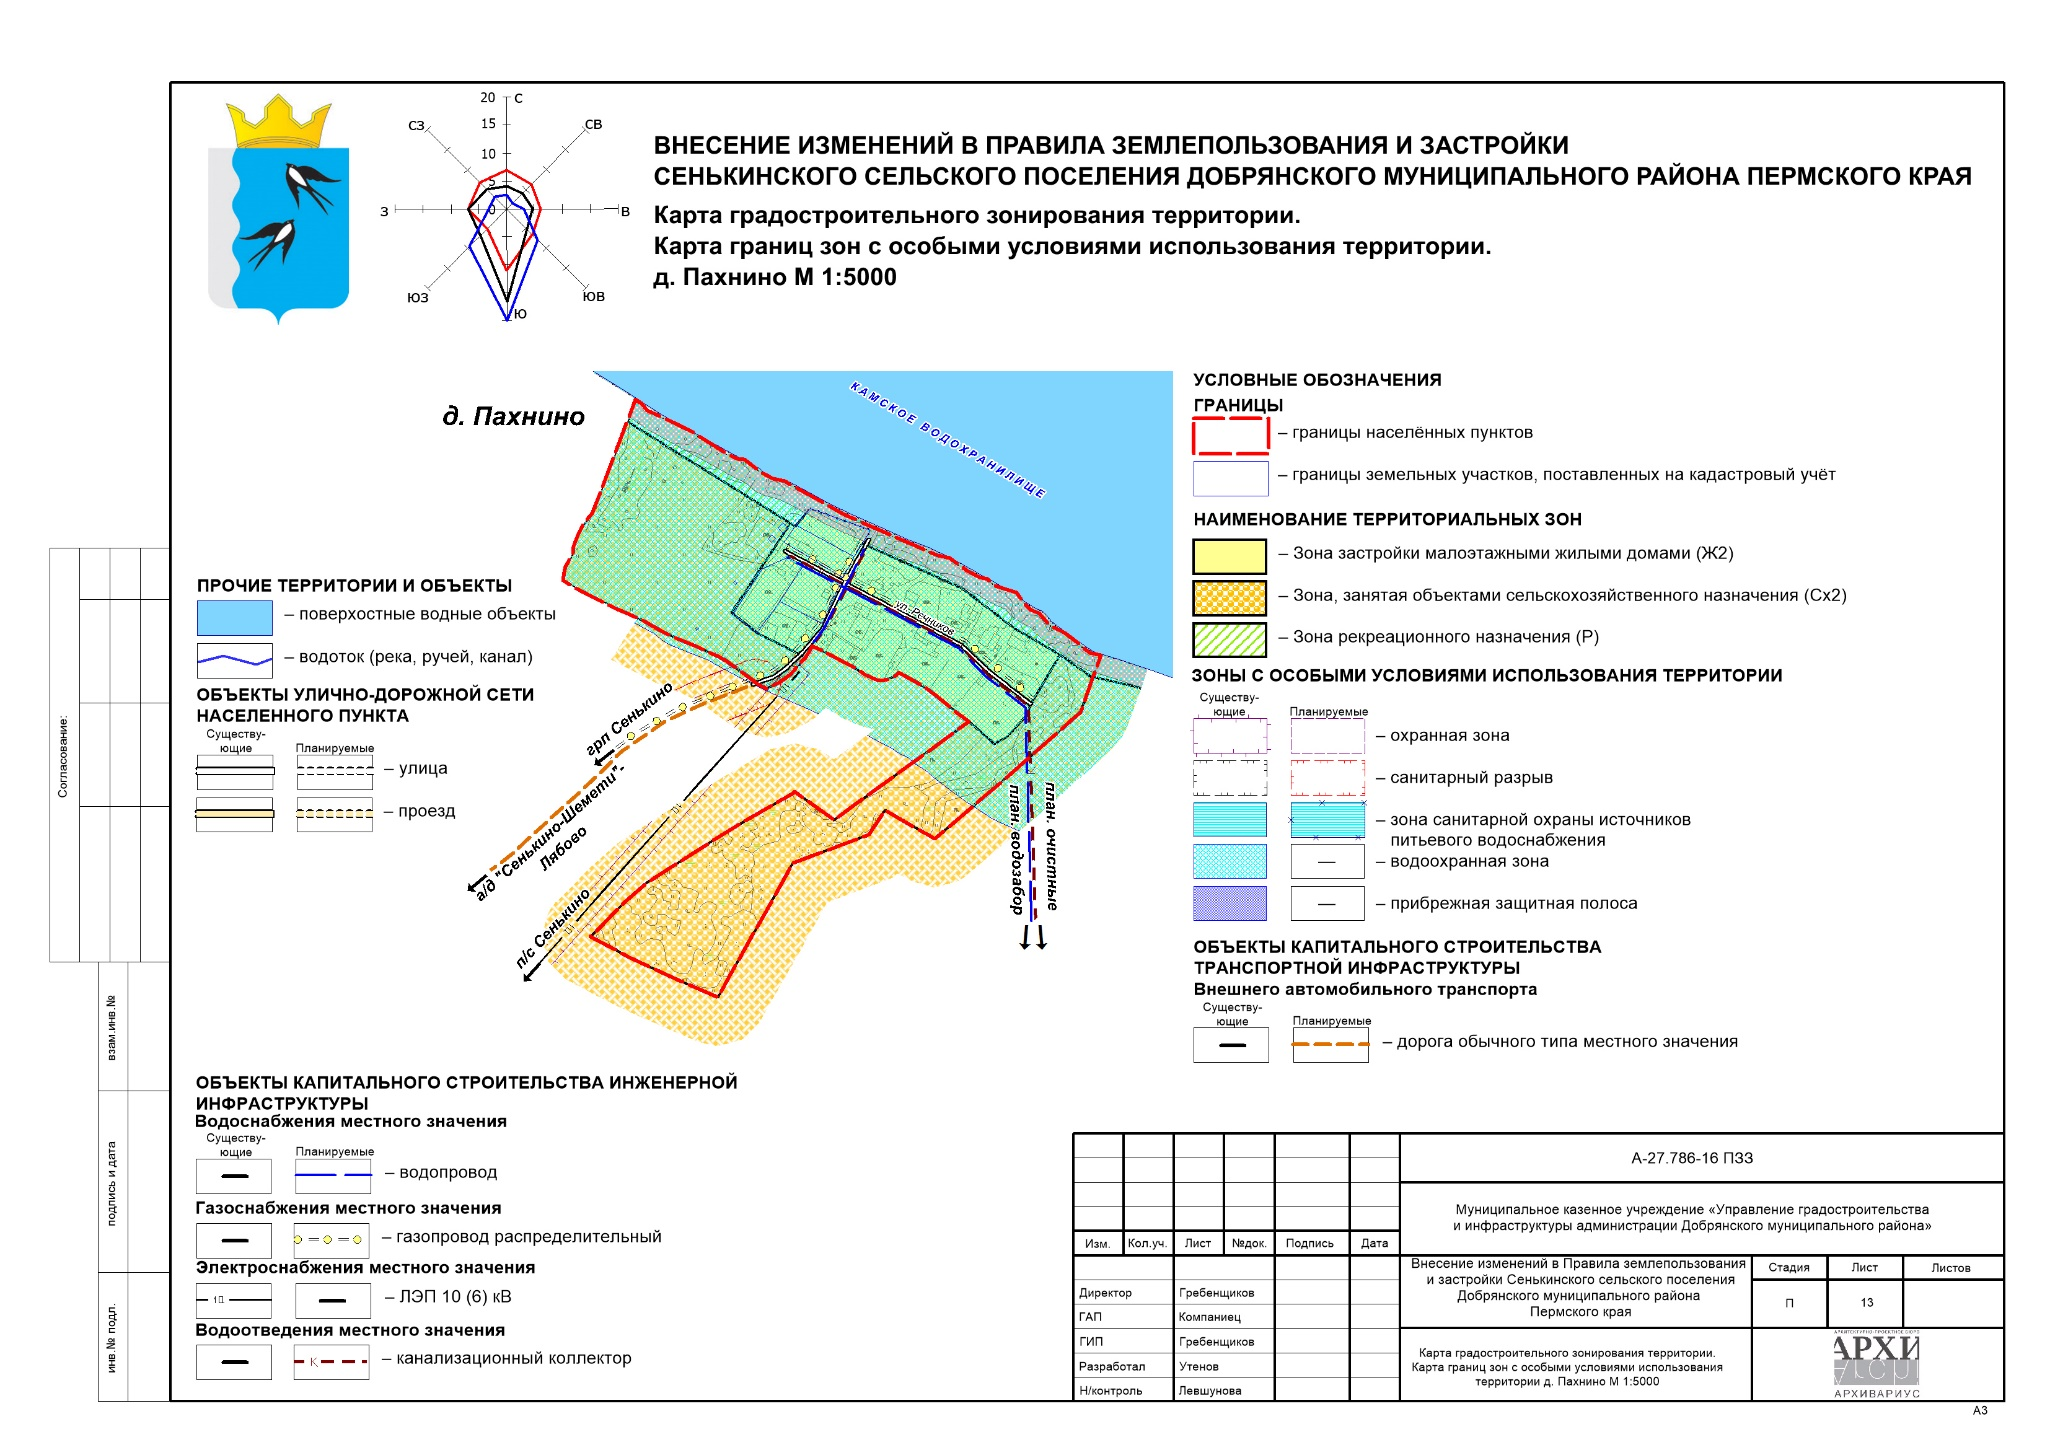 20
С
15
10
5
0
СЗ
СВ
З
В
ЮЗ
ЮВ
Ю
ВНЕСЕНИЕ ИЗМЕНЕНИЙ В ПРАВИЛА ЗЕМЛЕПОЛЬЗОВАНИЯ И ЗАСТРОЙКИ
СЕНЬКИНСКОГО СЕЛЬСКОГО ПОСЕЛЕНИЯ ДОБРЯНСКОГО МУНИЦИПАЛЬНОГО РАЙОНА ПЕРМСКОГО КРАЯ
Карта градостроительного зонирования территории.
Карта границ зон с особыми условиями использования территории.
д. Пахнино М 1:5000
д. Пахнино
КАМСКОЕ ВОДОХРАНИЛИЩЕ
ул. Речников
грп Сенькино
а/д "Сенькино-Шемети"-
Лябово
п/с Сенькино
план. водозабор
план. очистные
ПРОЧИЕ ТЕРРИТОРИИ И ОБЪЕКТЫ
– поверхостные водные объекты
– водоток (река, ручей, канал)
ОБЪЕКТЫ УЛИЧНО-ДОРОЖНОЙ СЕТИ
НАСЕЛЕННОГО ПУНКТА
Существу-
ющие
Планируемые
– улица
– проезд
УСЛОВНЫЕ ОБОЗНАЧЕНИЯ
ГРАНИЦЫ
– границы населённых пунктов
– границы земельных участков, поставленных на кадастровый учёт
НАИМЕНОВАНИЕ ТЕРРИТОРИАЛЬНЫХ ЗОН
– Зона застройки малоэтажными жилыми домами (Ж2)
– Зона, занятая объектами сельскохозяйственного назначения (Сх2)
– Зона рекреационного назначения (Р)
ЗОНЫ С ОСОБЫМИ УСЛОВИЯМИ ИСПОЛЬЗОВАНИЯ ТЕРРИТОРИИ
Существу-
ющие
Планируемые
– охранная зона
– санитарный разрыв
– зона санитарной охраны источников
питьевого водоснабжения
– водоохранная зона
– прибрежная защитная полоса
ОБЪЕКТЫ КАПИТАЛЬНОГО СТРОИТЕЛЬСТВА
ТРАНСПОРТНОЙ ИНФРАСТРУКТУРЫ
Внешнего автомобильного транспорта
Существу-
ющие
Планируемые
– дорога обычного типа местного значения
ОБЪЕКТЫ КАПИТАЛЬНОГО СТРОИТЕЛЬСТВА ИНЖЕНЕРНОЙ
ИНФРАСТРУКТУРЫ
Водоснабжения местного значения
Существу-
ющие
Планируемые
– водопровод
Газоснабжения местного значения
– газопровод распределительный
Электроснабжения местного значения
– ЛЭП 10 (6) кВ
Водоотведения местного значения
К
– канализационный коллектор
Согласование:
взам.инв.№
подпись и дата
инв.№ подл.
А-27.786-16 ПЗЗ
Муниципальное казенное учреждение «Управление градостроительства
и инфраструктуры администрации Добрянского муниципального района»
Изм. Кол.уч. Лист №док. Подпись Дата
Внесение изменений в Правила землепользования
и застройки Сенькинского сельского поселения
Добрянского муниципального района
Пермского края
Стадия Лист Листов
П 13
Директор Гребенщиков
ГАП Компаниец
ГИП Гребенщиков
Разработал Утенов
Н/контроль Левшунова
Карта градостроительного зонирования территории.
Карта границ зон с особыми условиями использования
территории д. Пахнино М 1:5000
АРХИТЕКТУРНО-ПРОЕКТНОЕ БЮРО
АРХИ
АРХИВАРИУС
А3